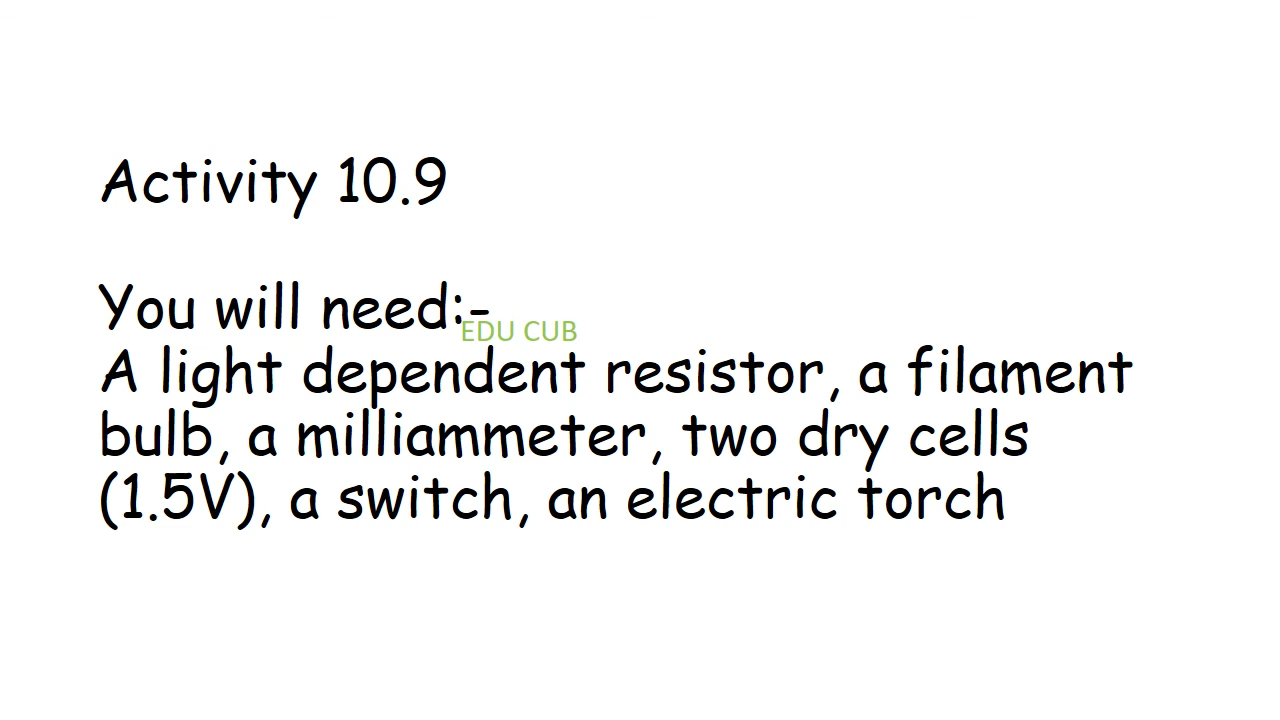 Activity 10.9
You will need:-
EDU CUB
A light dependent resistor, a filament
bulb, a milliammeter, two dry cells
(1.5V), a switch, an electric torch